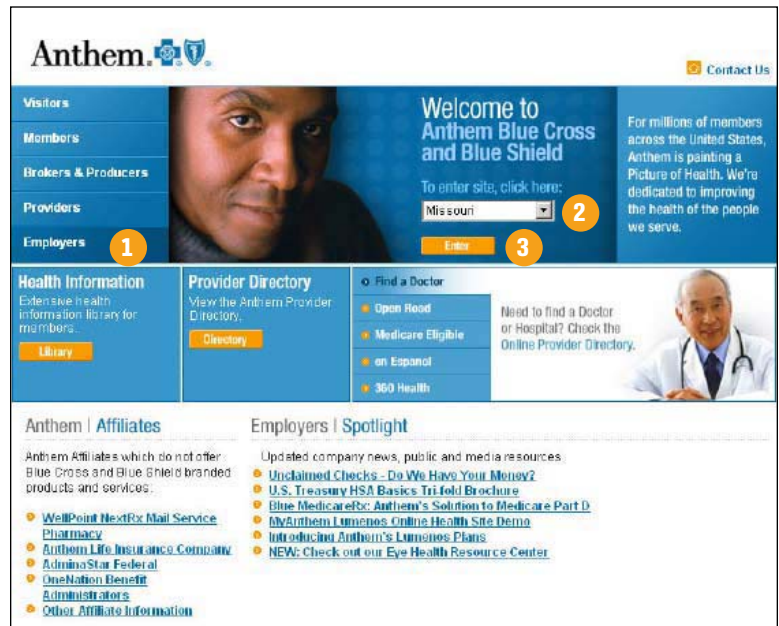 Anthem.
Contact Us
Visitors
Members
Brokers & Producers
Providers
Employers
1
Welcome to
Anthem Blue Cross
and Blue Shield
To enter site, click here:
Missouri
2
Enter
3
For millions of members
across the United States,
Anthem is painting a
Picture of Health. We're
dedicated to improving
the health of the people
we serve.
Health Information
Extensive health
information library for
members.
Library
Provider Directory
View the Anthem Provider
Directory.
Directory
Find a Doctor
Open Road
Medicare Eligible
en Espanol
360 Health
Need to find a Doctor
or Hospital? Check the
Online Provider Directory.
Anthem | Affiliates
Anthem Affiliates which do not offer
Blue Cross and Blue Shield branded
products and services:
WellPoint NextRx Mail Service
Pharmacy
Anthem Life Insurance Company
AdminaStar Federal
OneNation Benefit
Administrators
Other Affiliate Information
Employers | Spotlight
Updated company news, public and media resources
Unclaimed Checks - Do We Have Your Money?
U.S. Treasury HSA Basics Tri-fold Brochure
Blue MedicareRx: Anthem's Solution to Medicare Part D
MyAnthem Lumenos Online Health Site Demo
Introducing Anthem's Lumenos Plans
NEW: Check out our Eye Health Resource Center